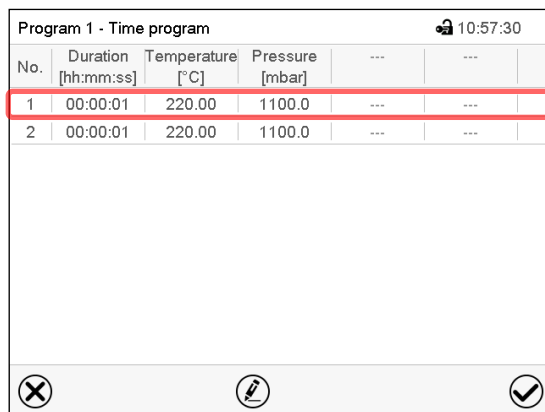 Program 1 - Time program 10:57:30
No. Duration [hh:mm:ss] Temperature [°C] Pressure [mbar] --- ---
1 00:00:01 220.00 1100.0 --- ---
2 00:00:01 220.00 1100.0 --- ---